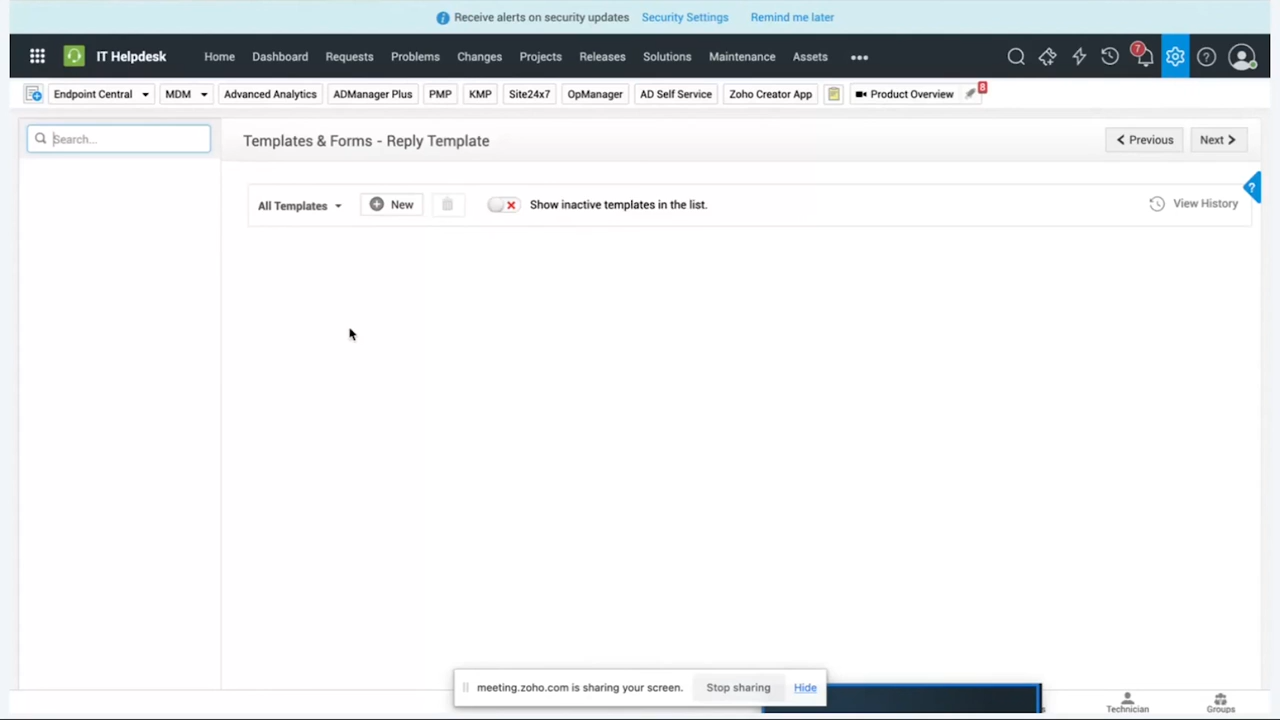 Receive alerts on security updates Security Settings Remind me later
IT Helpdesk Home Dashboard Requests Problems Changes Projects Releases Solutions Maintenance Assets 7
Endpoint Central MDM Advanced Analytics ADManager Plus PMP KMP Site24x7 OpManager AD Self Service Zoho Creator App Product Overview 8
Search...
Templates & Forms - Reply Template
Previous Next
?
All Templates New Show inactive templates in the list. View History
meeting.zoho.com is sharing your screen. Stop sharing Hide
Technician Groups